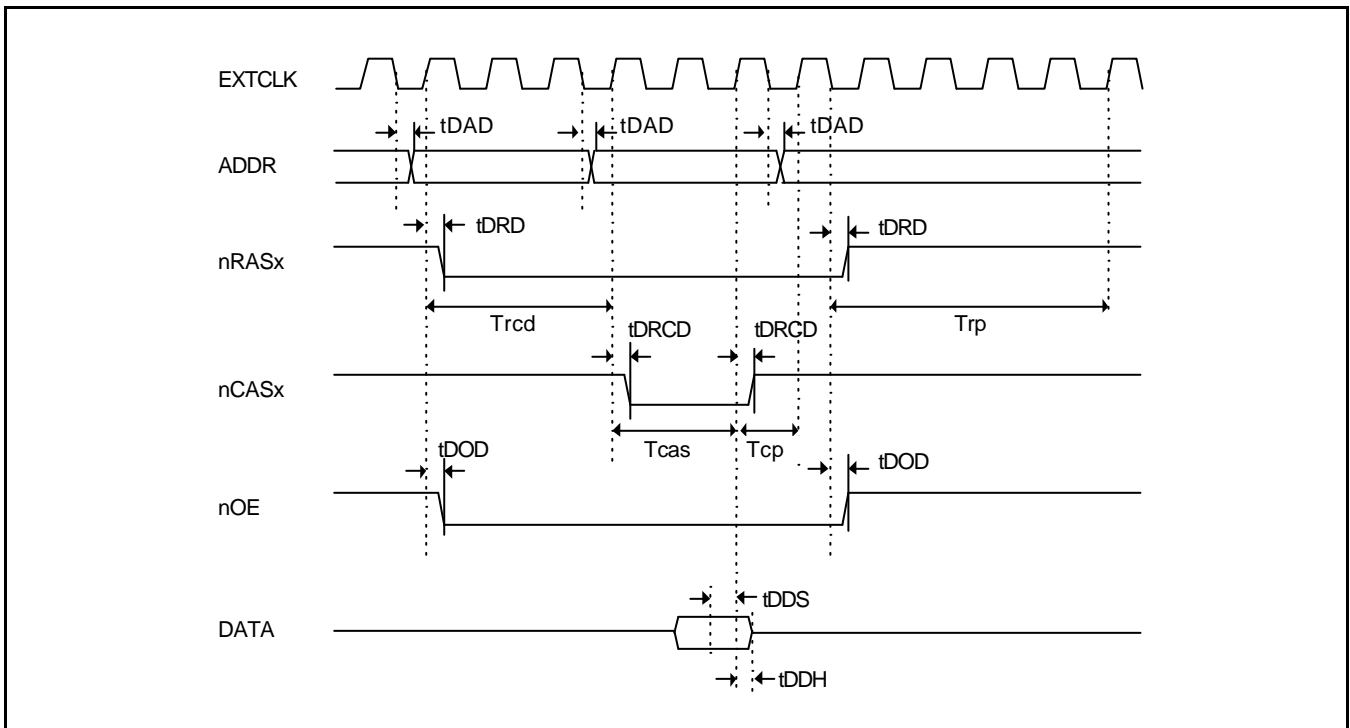 EXTCLK
tDAD tDAD tDAD
ADDR
tDRD tDRD
nRASx
Trcd Trp
tDRCD tDRCD
nCASx
Tcas Tcp
tDOD tDOD
nOE
tDDS
DATA
tDDH